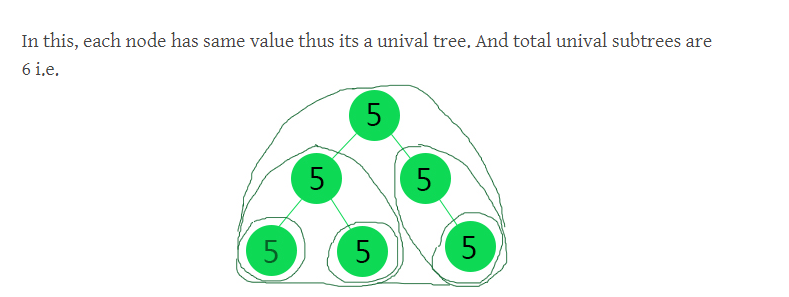 In this, each node has same value thus its a unival tree. And total unival subtrees are
6 i.e.
5
5 5
5 5 5